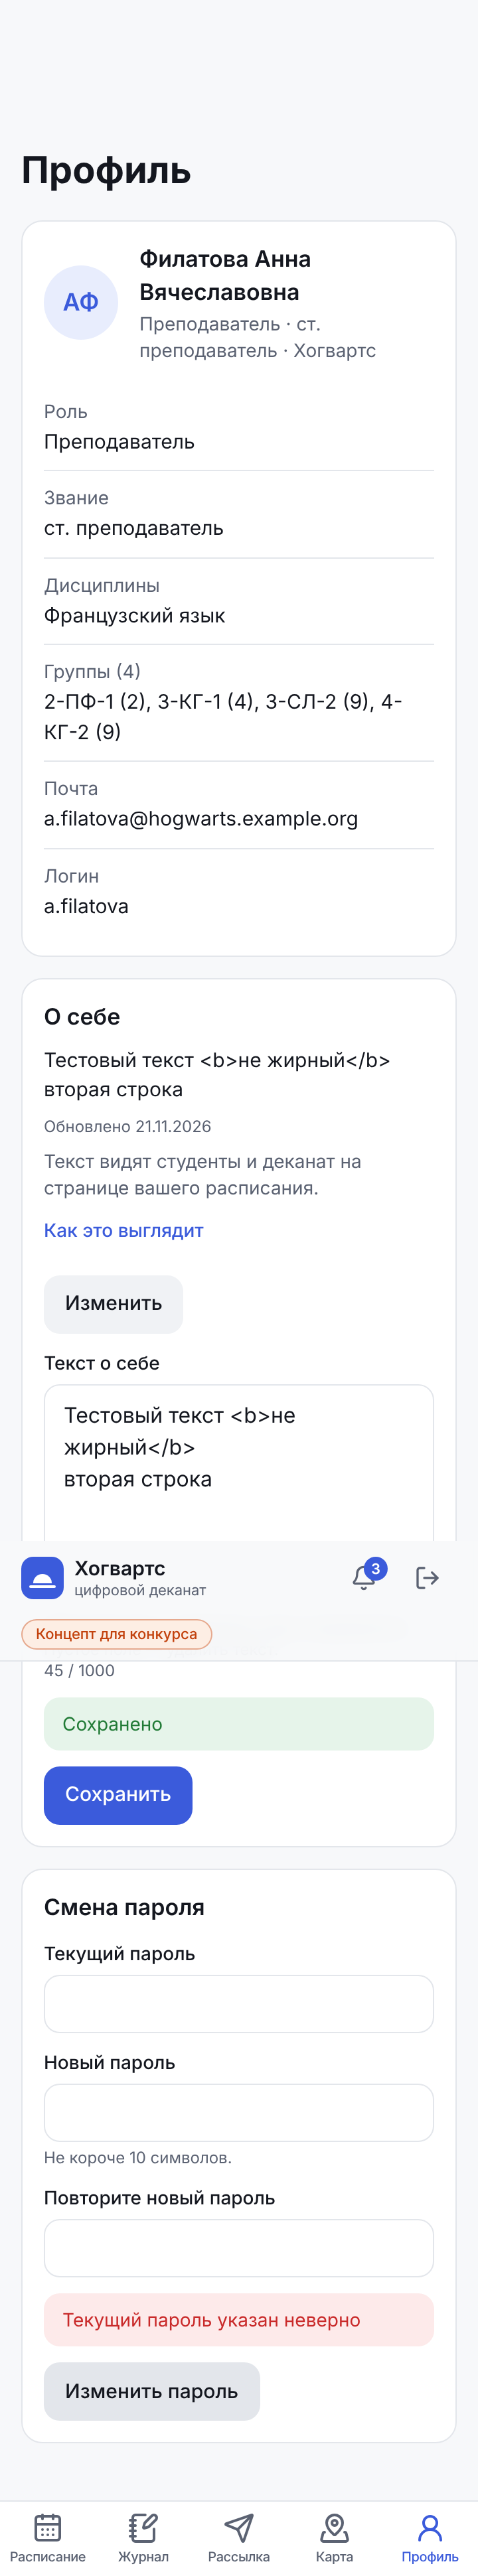 Профиль
АФ
Филатова Анна
Вячеславовна
Преподаватель · ст.
преподаватель · Хогвартс
Роль
Преподаватель
Звание
ст. преподаватель
Дисциплины
Французский язык
Группы (4)
2-ПФ-1 (2), 3-КГ-1 (4), 3-СЛ-2 (9), 4-
КГ-2 (9)
Почта
a.filatova@hogwarts.example.org
Логин
a.filatova
О себе
Тестовый текст <b>не жирный</b>
вторая строка
Обновлено 21.11.2026
Текст видят студенты и деканат на
странице вашего расписания.
Как это выглядит
Изменить
Текст о себе
Тестовый текст <b>не
жирный</b>
вторая строка
Хогвартс
цифровой деканат
3
Концепт для конкурса
45 / 1000
Сохранено
Сохранить
Смена пароля
Текущий пароль
Новый пароль
Не короче 10 символов.
Повторите новый пароль
Текущий пароль указан неверно
Изменить пароль
Расписание
Журнал
Рассылка
Карта
Профиль